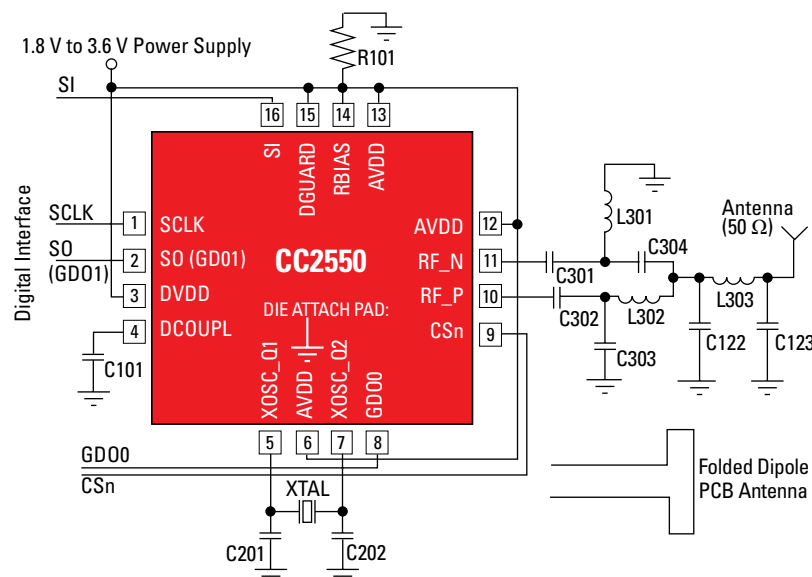 1.8 V to 3.6 V Power Supply
R101
SI
16
15
14
13
SI
DGUARD
RBIAS
AVDD
Digital Interface
SCLK
1
SCLK
SO
(GDO1)
2
SO (GDO1)
3
DVDD
4
DCOUPL
C101
CC2550
DIE ATTACH PAD:
AVDD
12
RF_N
11
RF_P
10
CSn
9
L301
C301
C304
C302
L302
C303
L303
C122
C123
Antenna
(50 Ω)
XOSC_Q1
AVDD
XOSC_Q2
GDO0
5
6
7
8
GDO0
CSn
XTAL
C201
C202
Folded Dipole
PCB Antenna